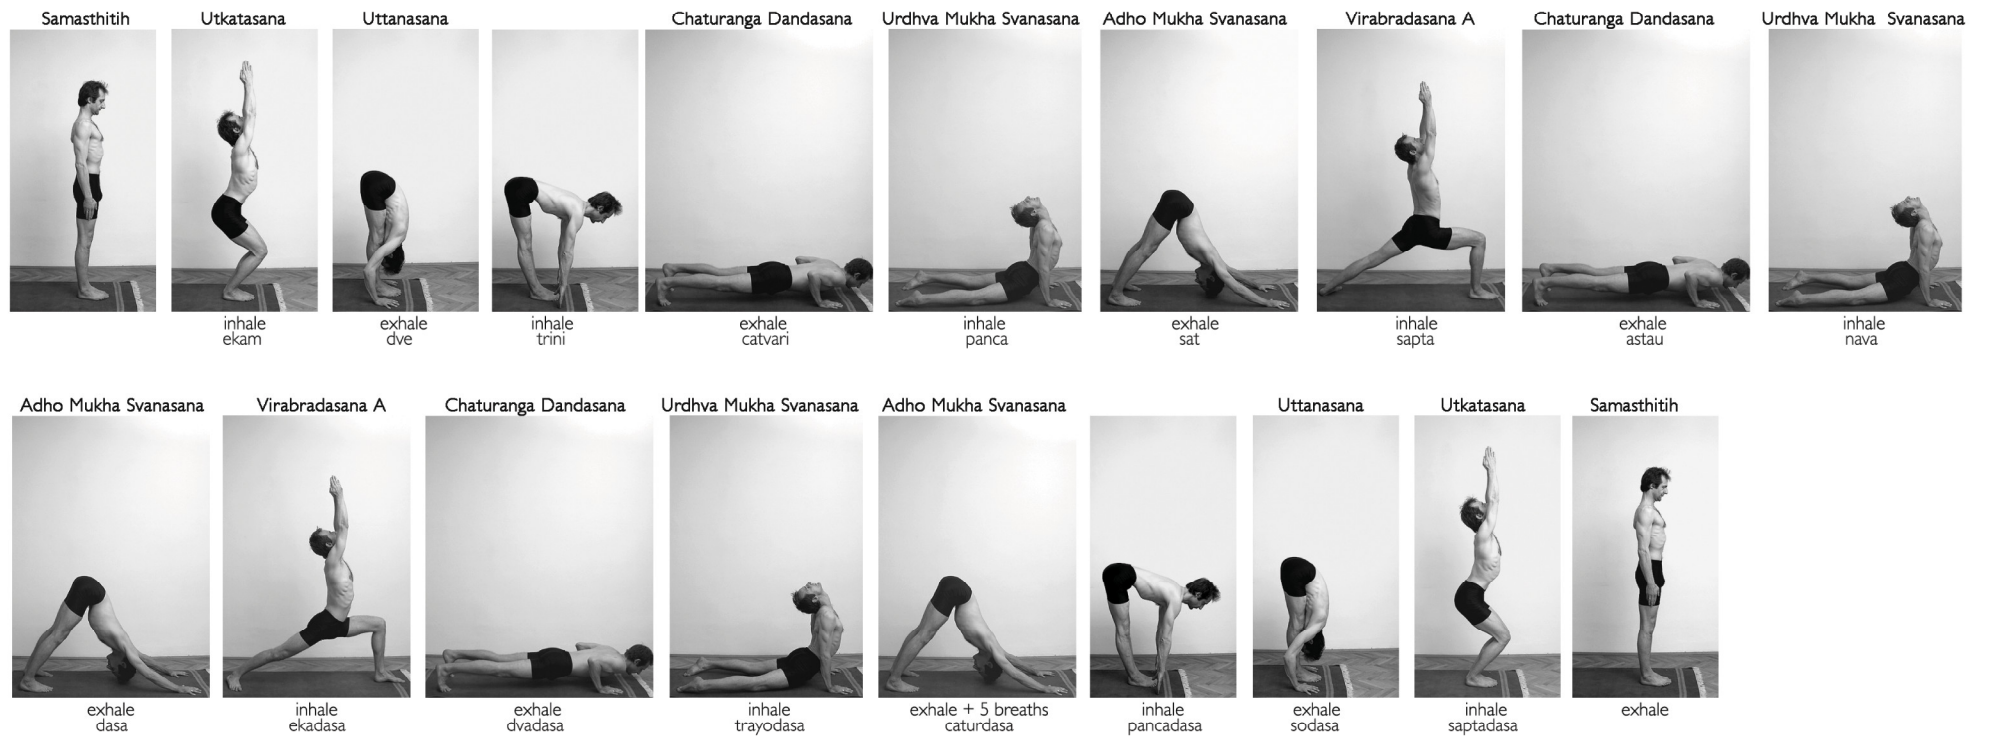 Samasthitih
Utkatasana
Uttanasana
Chaturanga Dandasana
Urdhva Mukha Svanasana
Adho Mukha Svanasana
Virabradasana A
Chaturanga Dandasana
Urdhva Mukha Svanasana
inhale
ekam
exhale
dve
inhale
trini
exhale
catvari
inhale
panca
exhale
sat
inhale
sapta
exhale
astau
inhale
nava
Adho Mukha Svanasana
Virabradasana A
Chaturanga Dandasana
Urdhva Mukha Svanasana
Adho Mukha Svanasana
Uttanasana
Utkatasana
Samasthitih
exhale
dasa
inhale
ekadasa
exhale
dvadasa
inhale
trayodasa
exhale + 5 breaths
caturdasa
inhale
pancadasa
exhale
sodasa
inhale
saptadasa
exhale